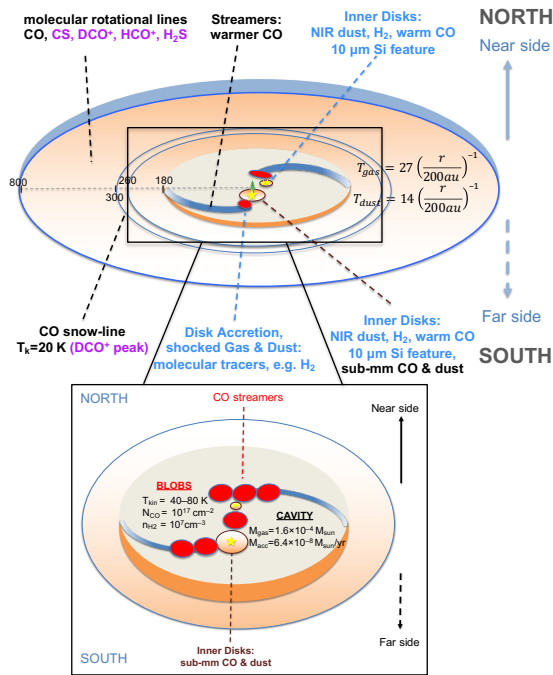 molecular rotational lines
CO, CS, DCO⁺, HCO⁺, H₂S
Streamers:
warmer CO
Inner Disks:
NIR dust, H₂, warm CO
10 μm Si feature
NORTH
Near side
T_gas = 27 (r/200au)⁻¹
T_dust = 14 (r/200au)⁻¹
800
300
260
180
Far side
SOUTH
CO snow-line
Tₖ=20 K (DCO⁺ peak)
Disk Accretion,
shocked Gas & Dust:
molecular tracers, e.g. H₂
Inner Disks:
NIR dust, H₂, warm CO
10 μm Si feature,
sub-mm CO & dust
NORTH
CO streamers
Near side
BLOBS
T_kin = 40–80 K
N_CO = 10¹⁷ cm⁻²
n_H2 = 10⁷cm⁻³
CAVITY
M_gas=1.6×10⁻⁴ M_sun
M_acc=6.4×10⁻⁸ M_sun/yr
Far side
SOUTH
Inner Disks:
sub-mm CO & dust